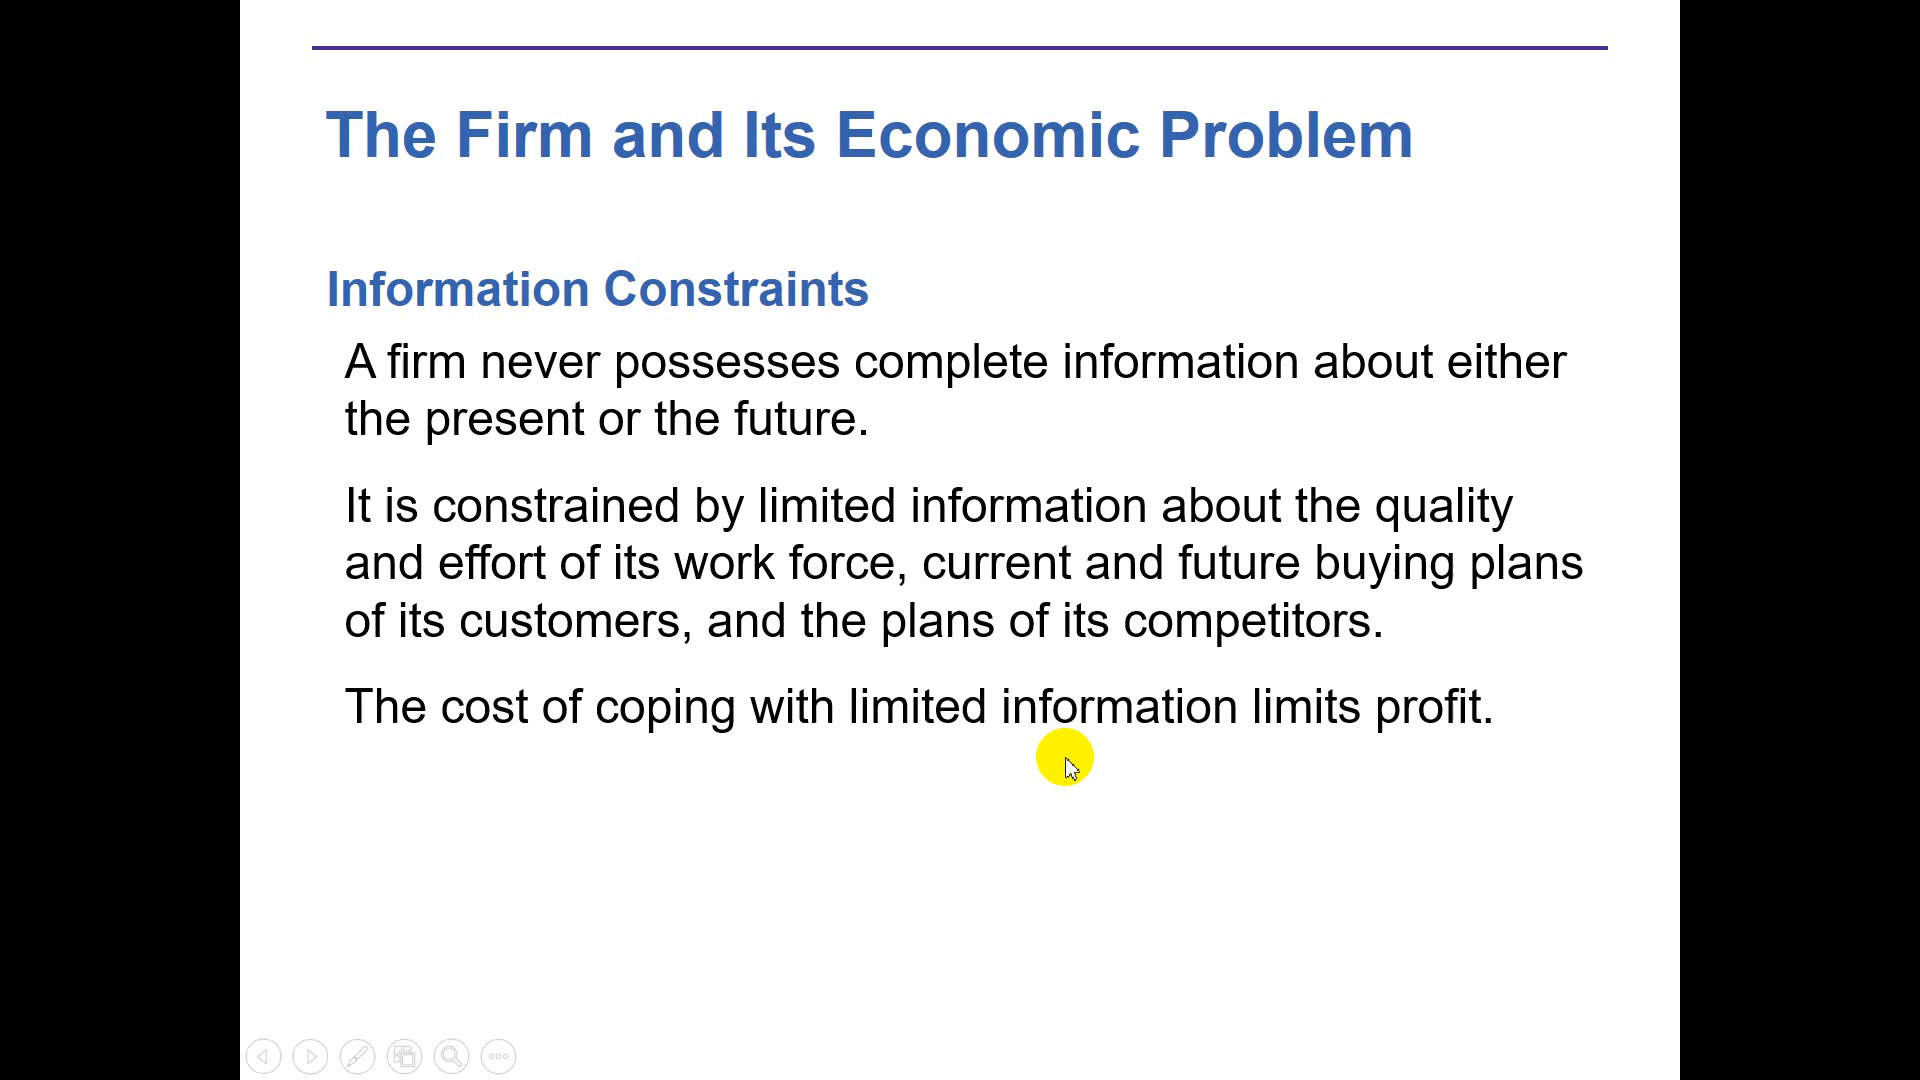 The Firm and Its Economic Problem
Information Constraints
A firm never possesses complete information about either
the present or the future.
It is constrained by limited information about the quality
and effort of its work force, current and future buying plans
of its customers, and the plans of its competitors.
The cost of coping with limited information limits profit.